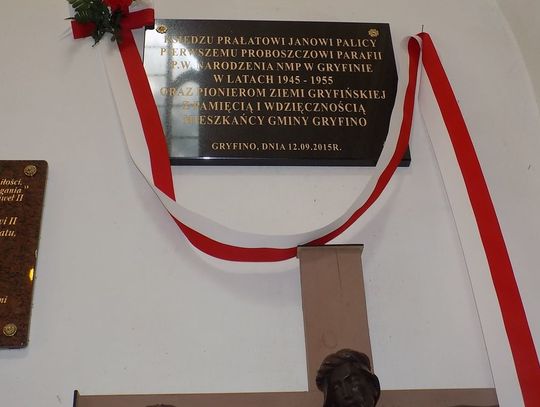 KSIĘDZU PRAŁATOWI JANOWI PALICY
PIERWSZEMU PROBOSZCZOWI PARAFII
P.W. NARODZENIA NMP W GRYFINIE
W LATACH 1945 - 1955
ORAZ PIONIEROM ZIEMI GRYFIŃSKIEJ
Z PAMIĘCIĄ I WDZIĘCZNOŚCIĄ
MIESZKAŃCY GMINY GRYFINO
GRYFINO, DNIA 12.09.2015R.